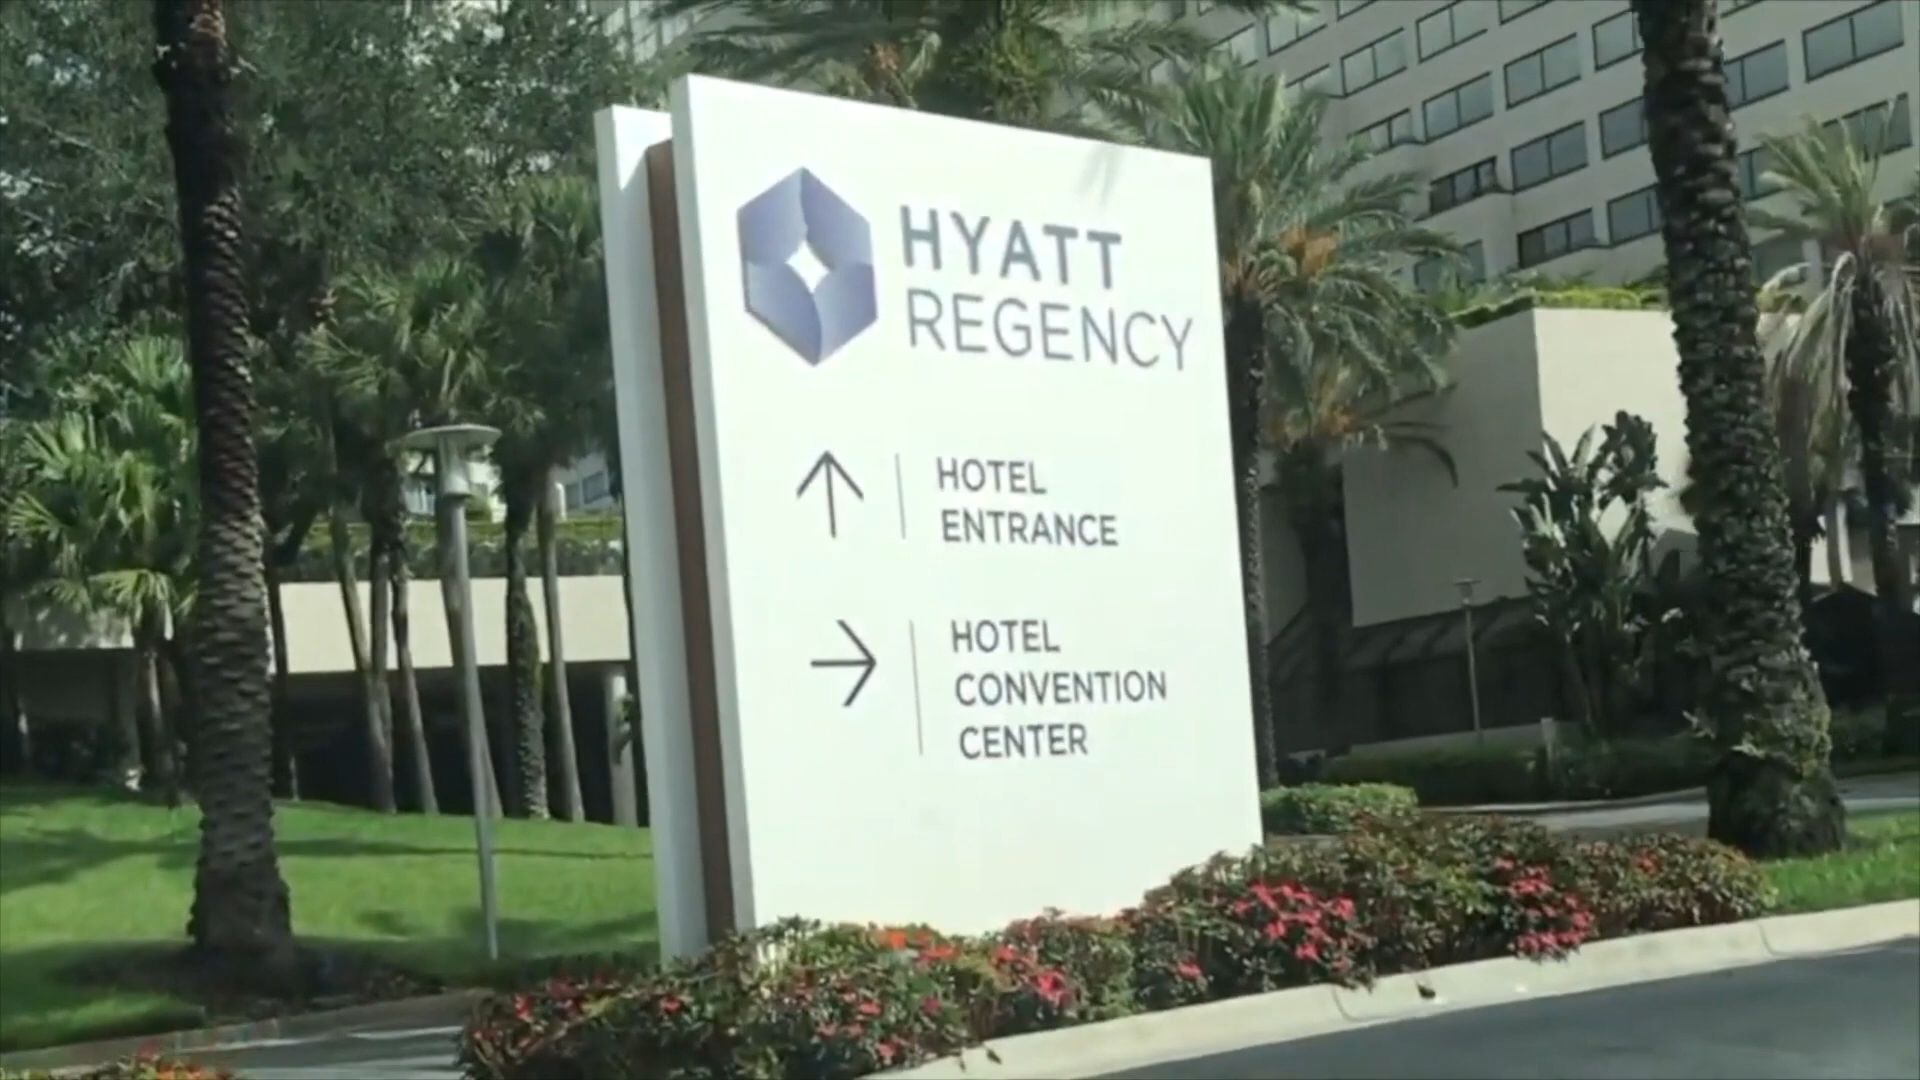 HYATT
REGENCY
HOTEL
ENTRANCE
HOTEL
CONVENTION
CENTER